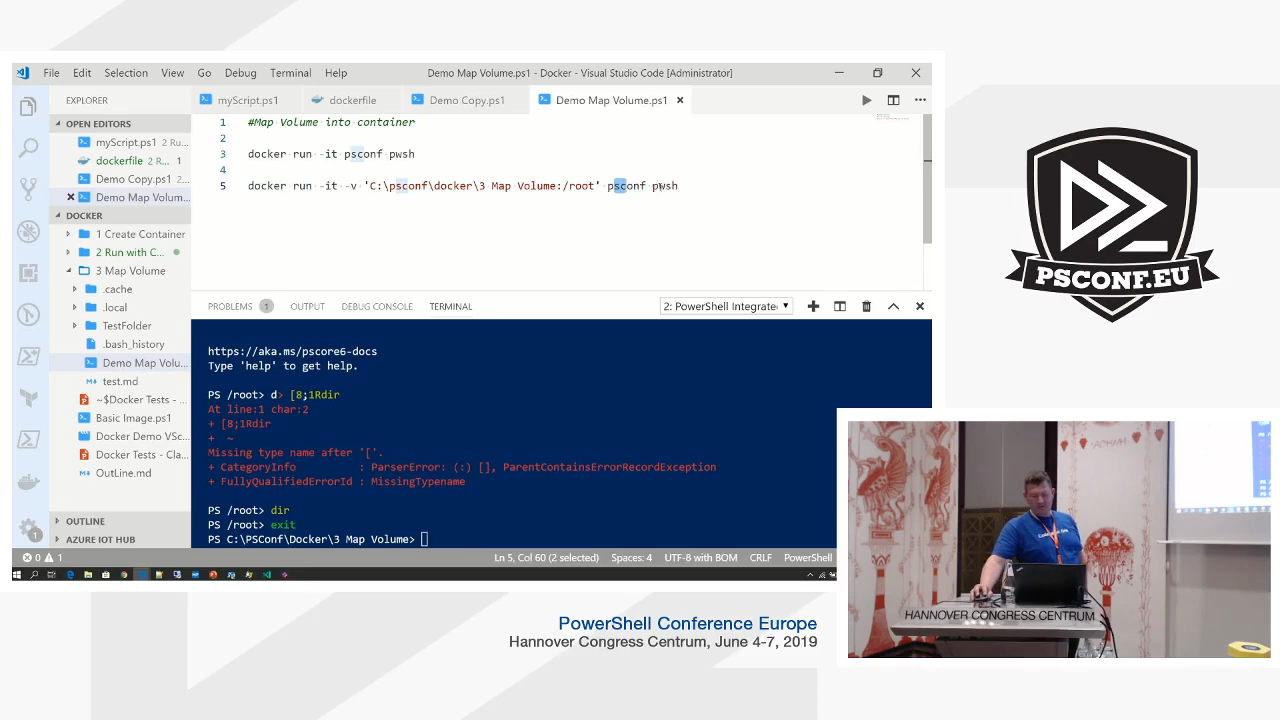 File Edit Selection View Go Debug Terminal Help Demo Map Volume.ps1 - Docker - Visual Studio Code [Administrator]
EXPLORER
myScript.ps1 dockerfile Demo Copy.ps1 Demo Map Volume.ps1
OPEN EDITORS
myScript.ps1 2 Ru...
dockerfile 2 R... 1
Demo Copy.ps1 2 R...
Demo Map Volum...
DOCKER
1 Create Container
2 Run with C...
3 Map Volume
.cache
.local
TestFolder
.bash_history
Demo Map Volu...
test.md
~$Docker Tests - ...
Basic Image.ps1
Docker Demo VSc...
Docker Tests - Cla...
OutLine.md
OUTLINE
AZURE IOT HUB
1 #Map Volume into container
2
3 docker run -it psconf pwsh
4
5 docker run -it -v 'C:\psconf\docker\3 Map Volume:/root' psconf pwsh
PROBLEMS 1 OUTPUT DEBUG CONSOLE TERMINAL 2: PowerShell Integrate
https://aka.ms/pscore6-docs
Type 'help' to get help.
PS /root> d> [8;1Rdir
At line:1 char:2
+ [8;1Rdir
+ ~
Missing type name after '['.
+ CategoryInfo : ParserError: (:) [], ParentContainsErrorRecordException
+ FullyQualifiedErrorId : MissingTypename
PS /root> dir
PS /root> exit
PS C:\PSConf\Docker\3 Map Volume>
0 1 Ln 5, Col 60 (2 selected) Spaces: 4 UTF-8 with BOM CRLF PowerShell
1
PSCONF.EU
HANNOVER CONGRESS CENTRUM
PowerShell Conference Europe
Hannover Congress Centrum, June 4-7, 2019